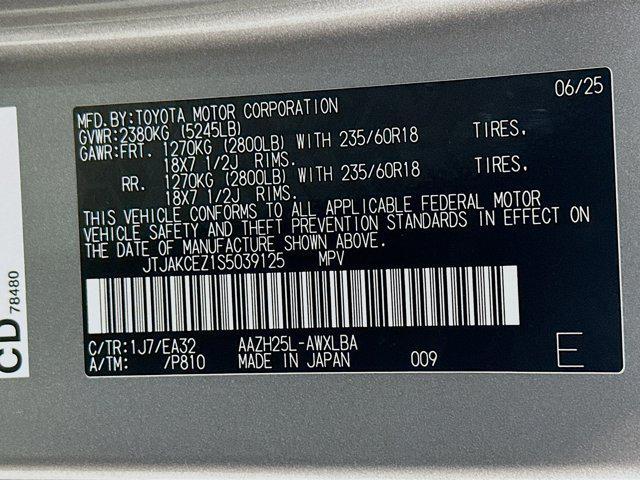 06/25
MFD.BY:TOYOTA MOTOR CORPORATION
GVWR:2380KG (5245LB)
GAWR:FRT. 1270KG (2800LB) WITH 235/60R18 TIRES,
18X7 1/2J RIMS.
RR. 1270KG (2800LB) WITH 235/60R18 TIRES,
18X7 1/2J RIMS.
THIS VEHICLE CONFORMS TO ALL APPLICABLE FEDERAL MOTOR
VEHICLE SAFETY AND THEFT PREVENTION STANDARDS IN EFFECT ON
THE DATE OF MANUFACTURE SHOWN ABOVE.
JTJAKCEZ1S5039125 MPV
C/TR:1J7/EA32 AAZH25L-AWXLBA
A/TM: /P810 MADE IN JAPAN 009 E
CD 78480